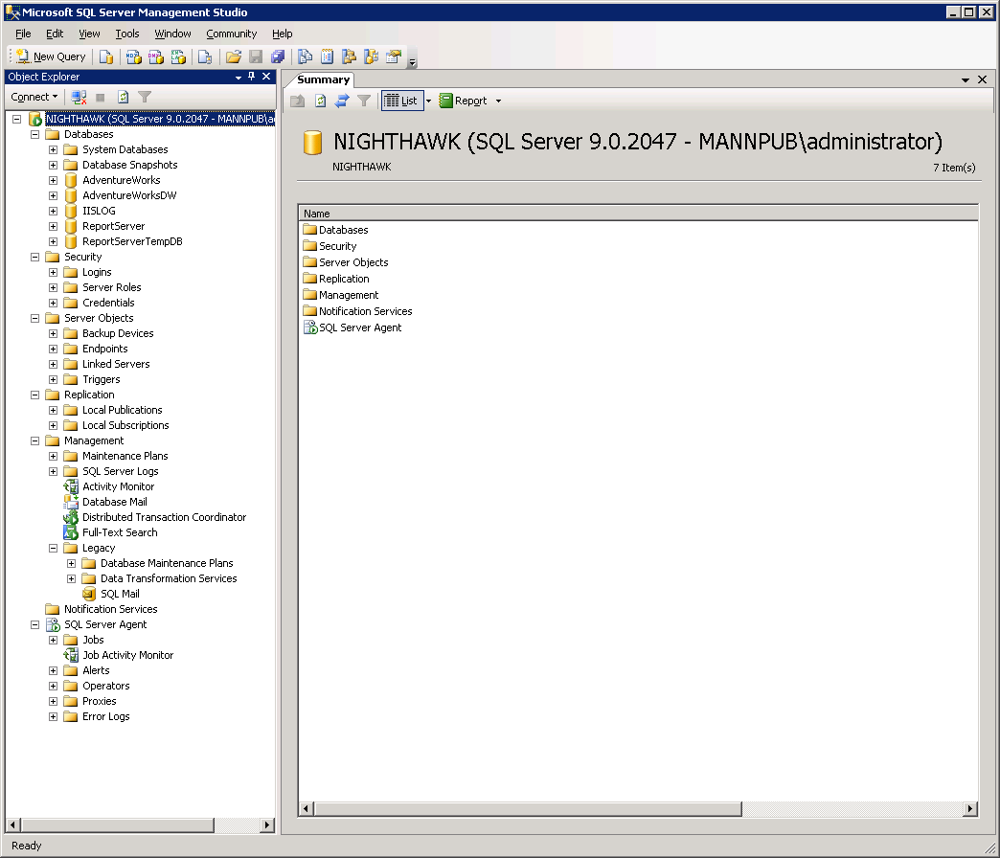 Microsoft SQL Server Management Studio
File Edit View Tools Window Community Help
New Query
Object Explorer
Connect
NIGHTHAWK (SQL Server 9.0.2047 - MANNPUB\a
Databases
System Databases
Database Snapshots
AdventureWorks
AdventureWorksDW
IISLOG
ReportServer
ReportServerTempDB
Security
Logins
Server Roles
Credentials
Server Objects
Backup Devices
Endpoints
Linked Servers
Triggers
Replication
Local Publications
Local Subscriptions
Management
Maintenance Plans
SQL Server Logs
Activity Monitor
Database Mail
Distributed Transaction Coordinator
Full-Text Search
Legacy
Database Maintenance Plans
Data Transformation Services
SQL Mail
Notification Services
SQL Server Agent
Jobs
Job Activity Monitor
Alerts
Operators
Proxies
Error Logs
Summary
List Report
NIGHTHAWK (SQL Server 9.0.2047 - MANNPUB\administrator)
NIGHTHAWK 7 Item(s)
Name
Databases
Security
Server Objects
Replication
Management
Notification Services
SQL Server Agent
Ready